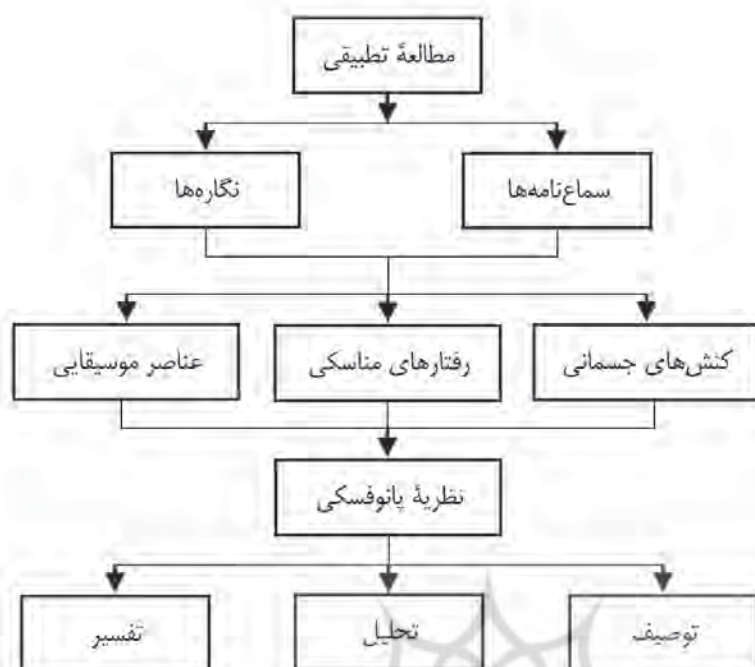 مطالعهٔ تطبیقی
سماع‌نامه‌ها
نگاره‌ها
کنش‌های جسمانی
رفتارهای مناسکی
عناصر موسیقایی
نظریهٔ پانوفسکی
توصیف
تحلیل
تفسیر